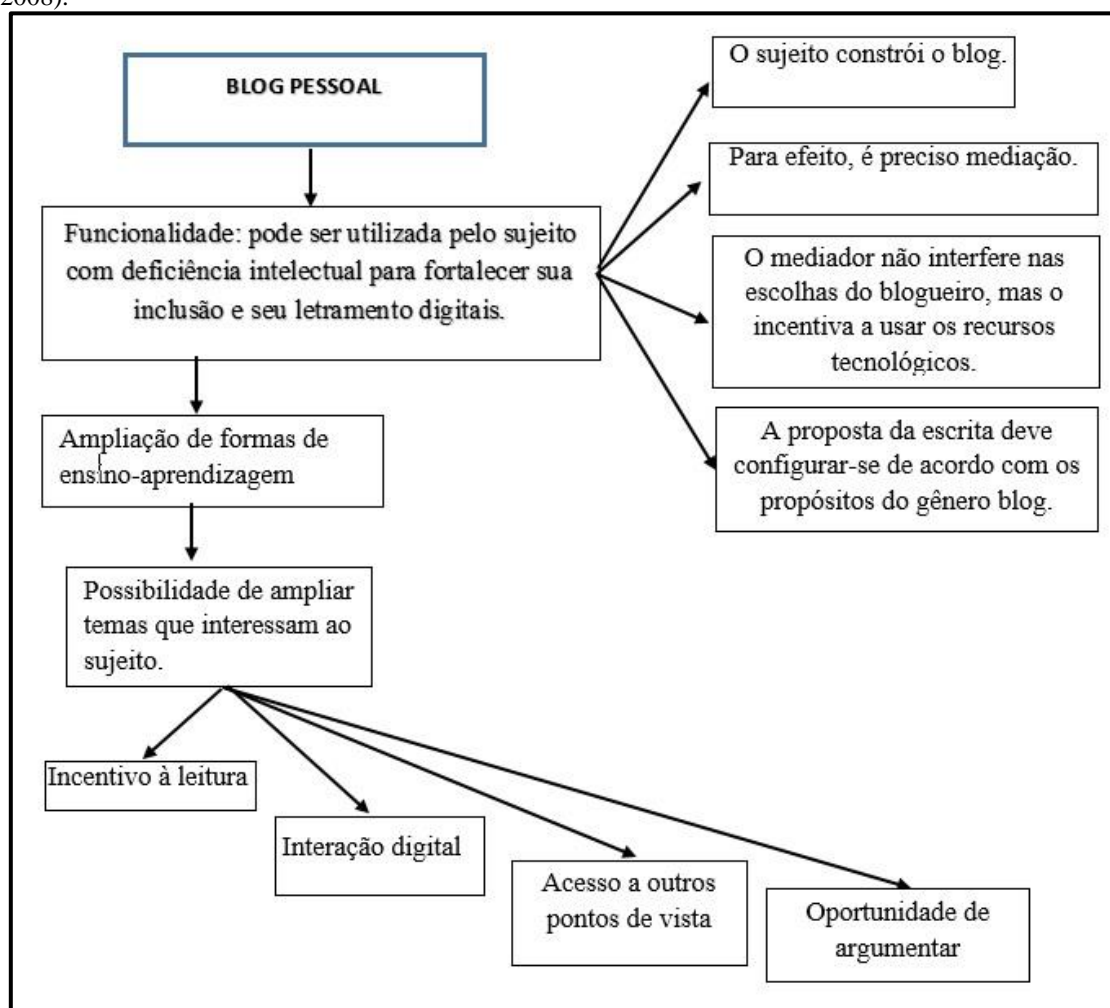 2008).
BLOG PESSOAL
O sujeito constrói o blog.
Para efeito, é preciso mediação.
Funcionalidade: pode ser utilizada pelo sujeito
com deficiência intelectual para fortalecer sua
inclusão e seu letramento digitais.
O mediador não interfere nas
escolhas do blogueiro, mas o
incentiva a usar os recursos
tecnológicos.
A proposta da escrita deve
configurar-se de acordo com os
propósitos do gênero blog.
Ampliação de formas de
ensino-aprendizagem
Possibilidade de ampliar
temas que interessam ao
sujeito.
Incentivo à leitura
Interação digital
Acesso a outros
pontos de vista
Oportunidade de
argumentar